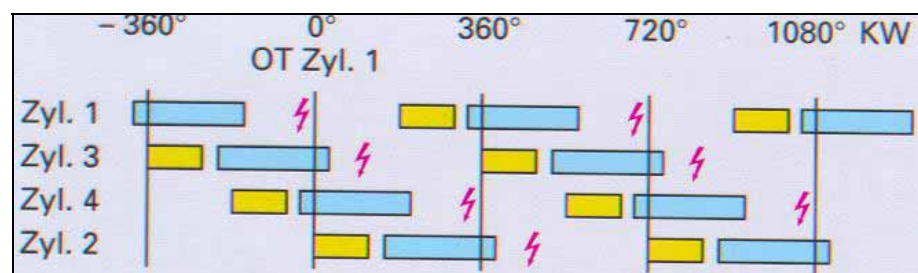 – 360° 0° 360° 720° 1080° KW
OT Zyl. 1
Zyl. 1
Zyl. 3
Zyl. 4
Zyl. 2